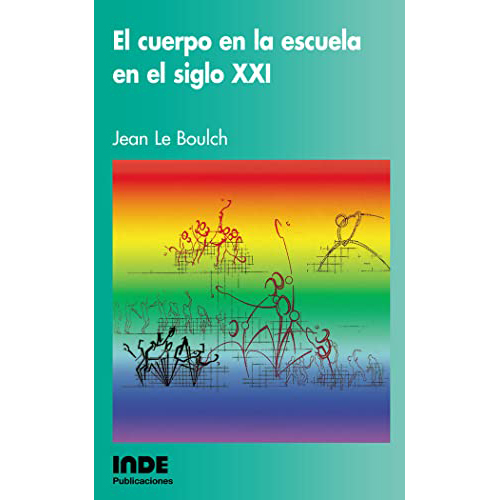 El cuerpo en la escuela
en el siglo XXI
Jean Le Boulch
INDE
Publicaciones